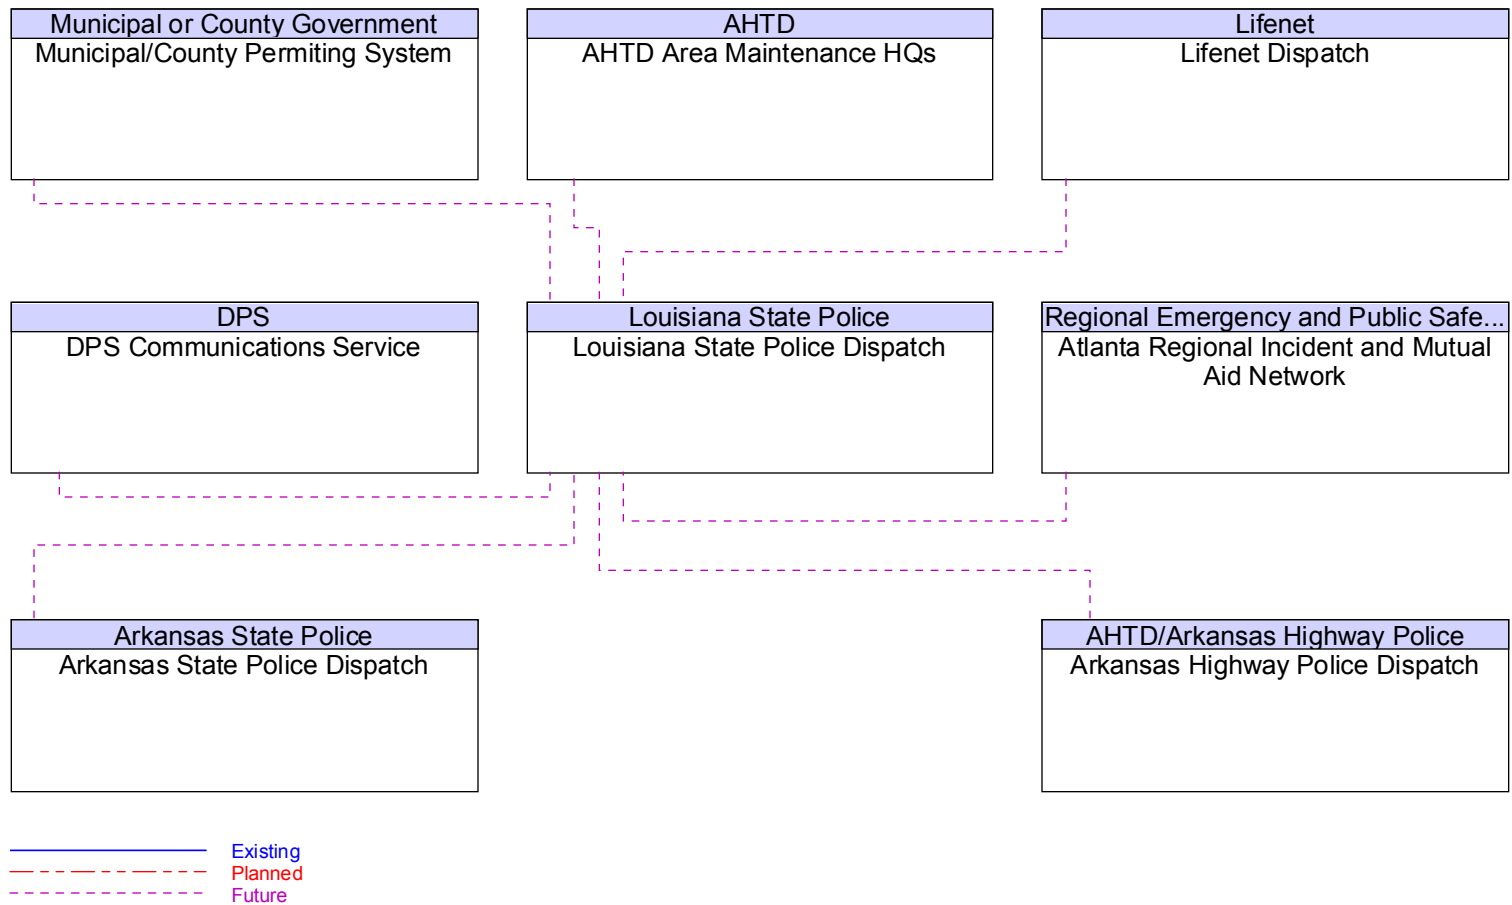 Municipal or County Government
Municipal/County Permiting System
AHTD
AHTD Area Maintenance HQs
Lifenet
Lifenet Dispatch
DPS
DPS Communications Service
Louisiana State Police
Louisiana State Police Dispatch
Regional Emergency and Public Safe...
Atlanta Regional Incident and Mutual
Aid Network
Arkansas State Police
Arkansas State Police Dispatch
AHTD/Arkansas Highway Police
Arkansas Highway Police Dispatch
Existing
Planned
Future